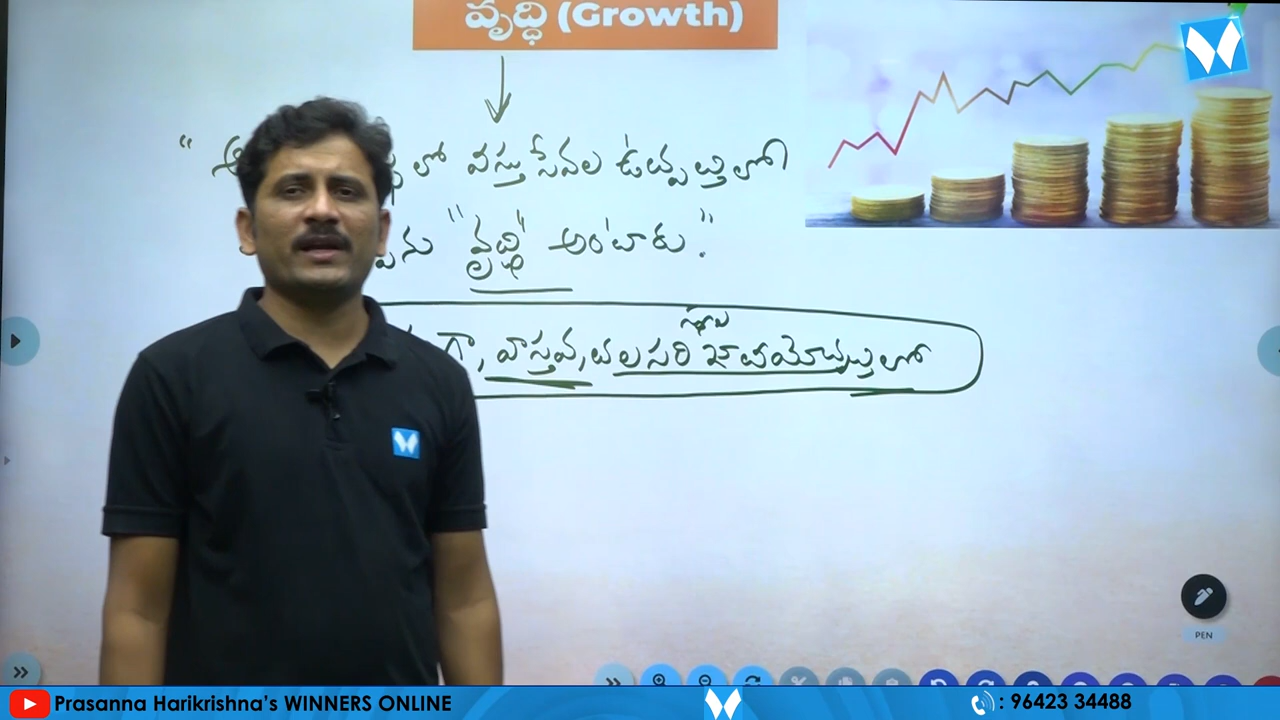 వృద్ధి (Growth)
లో వస్తు సేవల ఉత్పత్తిలో
ను "వృద్ధి" అంటారు."
స్థూల
గా, వాస్తవ, తలసరి జాతీయోత్పత్తిలో
PEN
Prasanna Harikrishna's WINNERS ONLINE
: 96423 34488